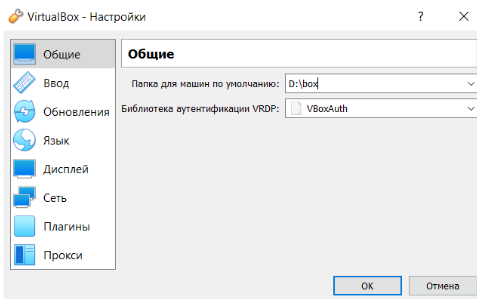 VirtualBox - Настройки
Общие
Ввод
Обновления
Язык
Дисплей
Сеть
Плагины
Прокси
Общие
Папка для машин по умолчанию: D:\box
Библиотека аутентификации VRDP: VBoxAuth
OK Отмена